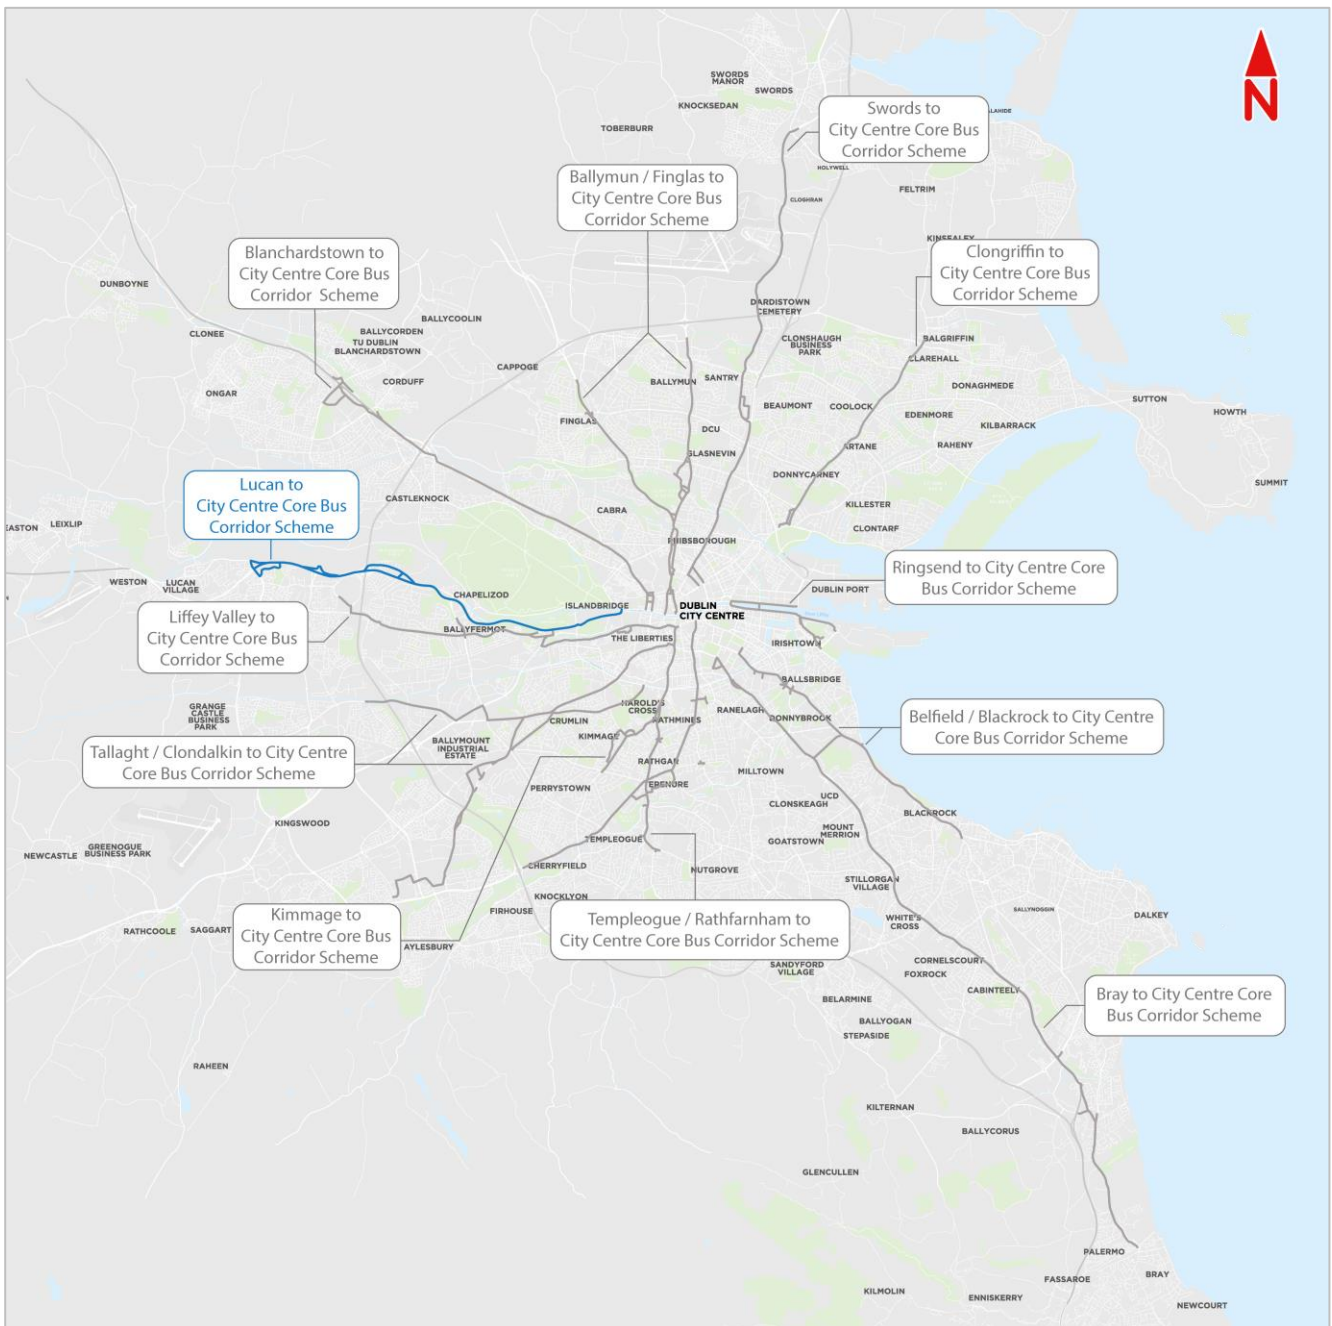 N
SWORDS
MANOR
SWORDS
KNOCKSEDAN
TOBERBURR
Swords to
City Centre Core Bus
Corridor Scheme
ALAHIDE
HOLYWELL
FELTRIM
CLOGHRAN
Ballymun / Finglas to
City Centre Core Bus
Corridor Scheme
KINSEALEY
Clongriffin to
City Centre Core Bus
Corridor Scheme
Blanchardstown to
City Centre Core Bus
Corridor Scheme
DUNBOYNE
DARDISTOWN
CEMETERY
BALLYCOOLIN
CLONEE
BALLYCORDEN
TU DUBLIN
BLANCHARDSTOWN
CLONSHAUGH
BUSINESS
PARK
BALGRIFFIN
CLAREHALL
CAPPOGE
CORDUFF
ONGAR
BALLYMUN
SANTRY
DONAGHMEDE
BEAUMONT
COOLOCK
EDENMORE
SUTTON
HOWTH
KILBARRACK
FINGLAS
DCU
ARTANE
RAHENY
GLASNEVIN
DONNYCARNEY
SUMMIT
Lucan to
City Centre Core Bus
Corridor Scheme
CASTLEKNOCK
KILLESTER
CABRA
CLONTARF
EASTON
LEIXLIP
PHIBSBOROUGH
Ringsend to City Centre Core
Bus Corridor Scheme
WESTON
LUCAN
VILLAGE
CHAPELIZOD
ISLANDBRIDGE
DUBLIN
CITY CENTRE
DUBLIN PORT
Liffey Valley to
City Centre Core Bus
Corridor Scheme
BALLYFERMOT
THE LIBERTIES
IRISHTOWN
BALLSBRIDGE
GRANGE
CASTLE
BUSINESS
PARK
HAROLD'S
CROSS
RANELAGH
CRUMLIN
RATHMINES
DONNYBROOK
Belfield / Blackrock to City Centre
Core Bus Corridor Scheme
KIMMAGE
BALLYMOUNT
INDUSTRIAL
ESTATE
Tallaght / Clondalkin to City Centre
Core Bus Corridor Scheme
RATHGAR
MILLTOWN
PERRYSTOWN
TERENURE
UCD
CLONSKEAGH
BLACKROCK
KINGSWOOD
MOUNT
MERRION
GOATSTOWN
TEMPLEOGUE
NEWCASTLE
GREENOGUE
BUSINESS PARK
CHERRYFIELD
NUTGROVE
STILLORGAN
VILLAGE
KNOCKLYON
FIRHOUSE
SALLYNOGGIN
DALKEY
Kimmage to
City Centre Core Bus
Corridor Scheme
Templeogue / Rathfarnham to
City Centre Core Bus Corridor Scheme
WHITE'S
CROSS
RATHCOOLE
SAGGART
AYLESBURY
CORNELSCOURT
SANDYFORD
VILLAGE
FOXROCK
CABINTEELY
Bray to City Centre Core
Bus Corridor Scheme
BELARMINE
BALLYOGAN
STEPASIDE
RAHEEN
KILTERNAN
BALLYCORUS
GLENCULLEN
PALERMO
FASSAROE
BRAY
KILMOLIN
ENNISKERRY
NEWCOURT